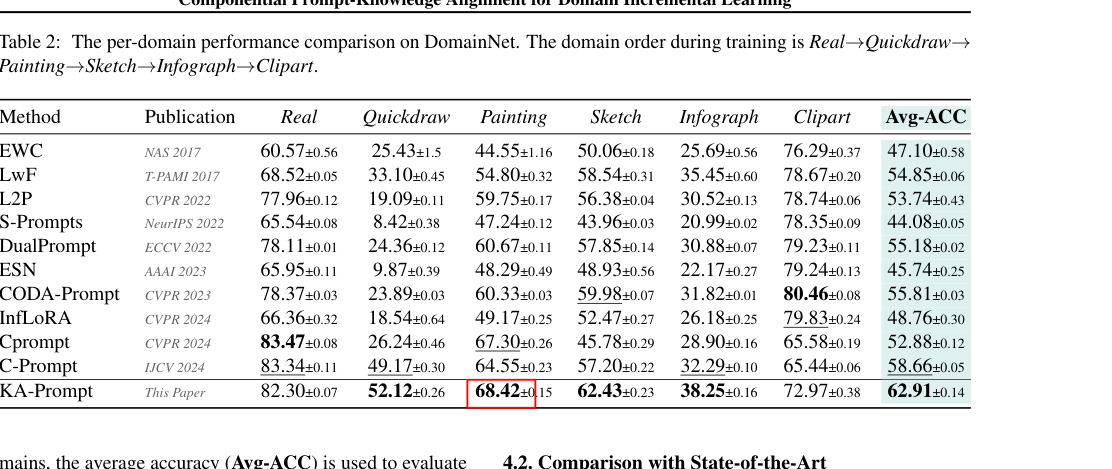 Componential Prompt-Knowledge Alignment for Domain Incremental Learning
Table 2: The per-domain performance comparison on DomainNet. The domain order during training is Real→Quickdraw→
Painting→Sketch→Infograph→Clipart.
Method Publication Real Quickdraw Painting Sketch Infograph Clipart Avg-ACC
EWC NAS 2017 60.57±0.56 25.43±1.5 44.55±1.16 50.06±0.18 25.69±0.56 76.29±0.37 47.10±0.58
LwF T-PAMI 2017 68.52±0.05 33.10±0.45 54.80±0.32 58.54±0.31 35.45±0.60 78.67±0.20 54.85±0.06
L2P CVPR 2022 77.96±0.12 19.09±0.11 59.75±0.17 56.38±0.04 30.52±0.13 78.74±0.06 53.74±0.43
S-Prompts NeurIPS 2022 65.54±0.08 8.42±0.38 47.24±0.12 43.96±0.03 20.99±0.02 78.35±0.09 44.08±0.05
DualPrompt ECCV 2022 78.11±0.01 24.36±0.12 60.67±0.11 57.85±0.14 30.88±0.07 79.23±0.11 55.18±0.02
ESN AAAI 2023 65.95±0.11 9.87±0.39 48.29±0.49 48.93±0.56 22.17±0.27 79.24±0.13 45.74±0.25
CODA-Prompt CVPR 2023 78.37±0.03 23.89±0.03 60.33±0.03 59.98±0.07 31.82±0.01 80.46±0.08 55.81±0.03
InfLoRA CVPR 2024 66.36±0.32 18.54±0.64 49.17±0.25 52.47±0.27 26.18±0.25 79.83±0.24 48.76±0.30
Cprompt CVPR 2024 83.47±0.08 26.24±0.46 67.30±0.26 45.78±0.29 28.90±0.16 65.58±0.19 52.88±0.12
C-Prompt IJCV 2024 83.34±0.11 49.17±0.30 64.55±0.23 57.20±0.22 32.29±0.10 65.44±0.06 58.66±0.05
KA-Prompt This Paper 82.30±0.07 52.12±0.26 68.42±0.15 62.43±0.23 38.25±0.16 72.97±0.38 62.91±0.14
mains, the average accuracy (Avg-ACC) is used to evaluate
4.2. Comparison with State-of-the-Art